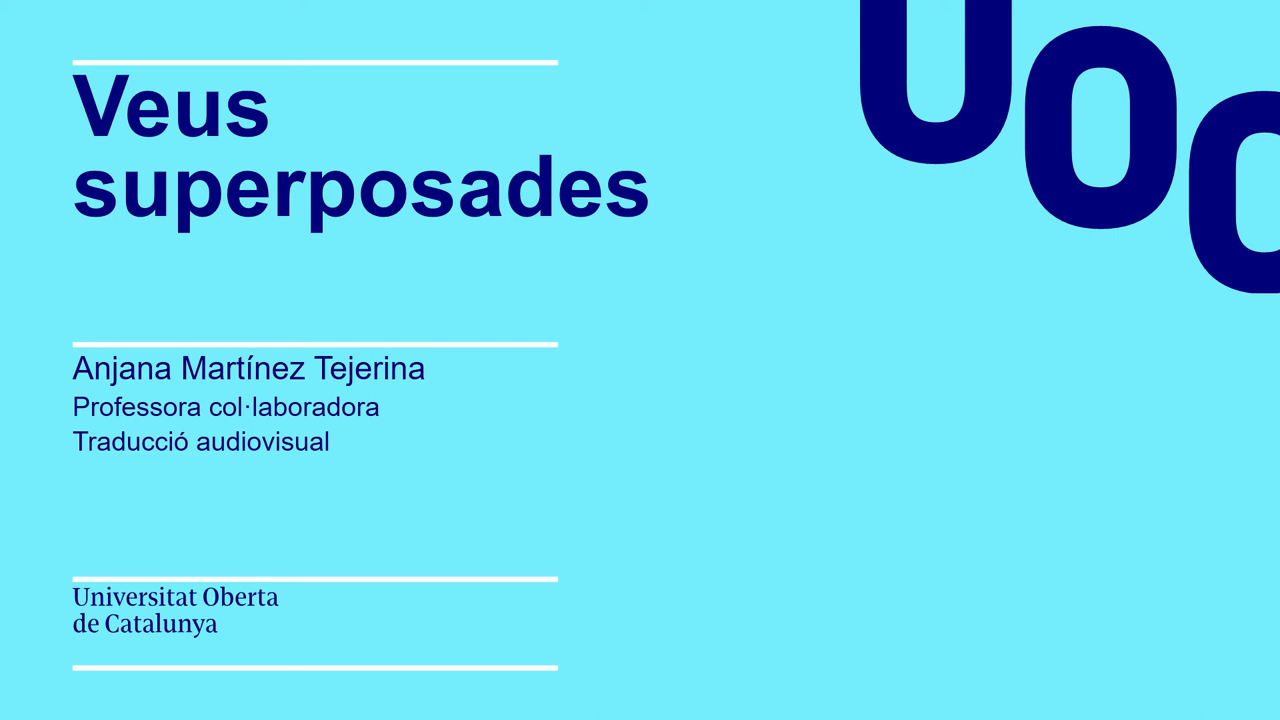 UOC
Veus
superposades
Anjana Martínez Tejerina
Professora col·laboradora
Traducció audiovisual
Universitat Oberta
de Catalunya